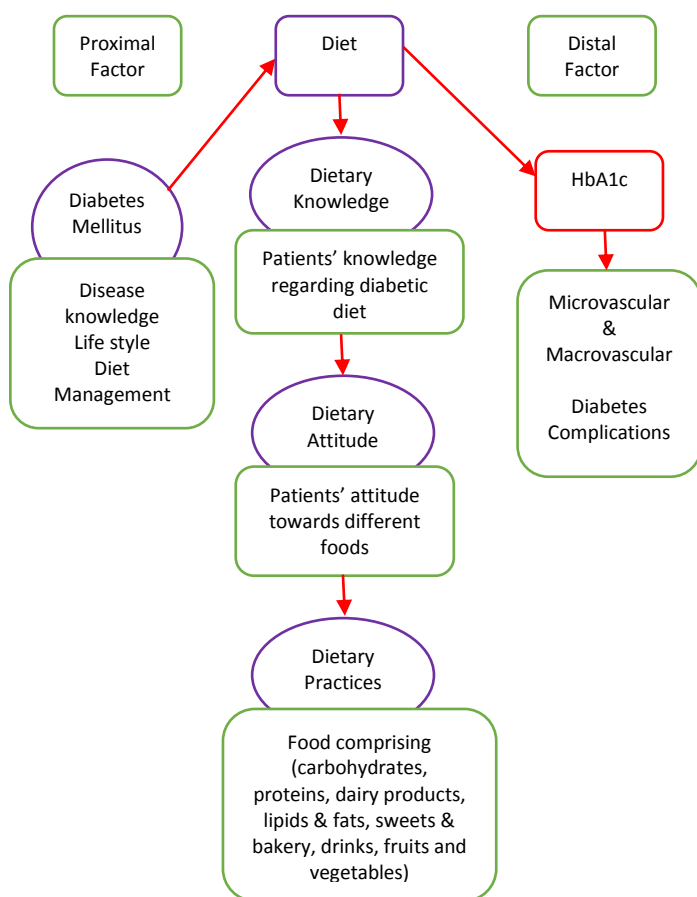 Proximal
Factor
Diet
Distal
Factor
Diabetes
Mellitus
Disease
knowledge
Life style
Diet
Management
Dietary
Knowledge
Patients’ knowledge
regarding diabetic
diet
Dietary
Attitude
Patients’ attitude
towards different
foods
Dietary
Practices
Food comprising
(carbohydrates,
proteins, dairy products,
lipids & fats, sweets &
bakery, drinks, fruits and
vegetables)
HbA1c
Microvascular
&
Macrovascular
Diabetes
Complications